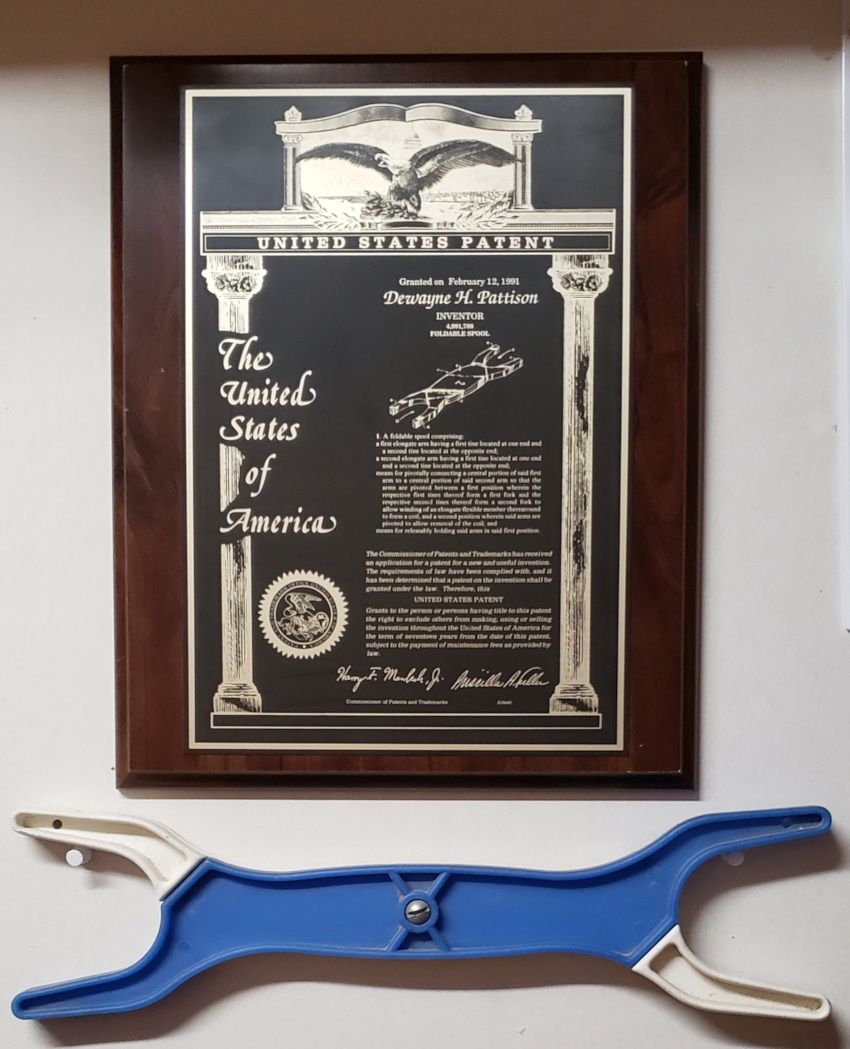 UNITED STATES PATENT
The
United
States
of
America
Granted on February 12, 1991
Dewayne H. Pattison
INVENTOR
4,991,788
FOLDABLE SPOOL
1. A foldable spool comprising:
a first elongate arm having a first tine located at one end and
a second tine located at the opposite end;
a second elongate arm having a first tine located at one end
and a second tine located at the opposite end;
means for pivotally connecting a central portion of said first
arm to a central portion of said second arm so that the
arms are pivoted between a first position wherein the
respective first tines thereof form a first fork and the
respective second tines thereof form a second fork to
allow winding of an elongate flexible member therearound
to form a coil, and a second position wherein said arms are
pivoted to allow removal of the coil; and
means for releasably holding said arms in said first position.
The Commissioner of Patents and Trademarks has received
an application for a patent for a new and useful invention.
The requirements of law have been complied with, and it
has been determined that a patent on the invention shall be
granted under the law. Therefore, this
UNITED STATES PATENT
Grants to the person or persons having title to this patent
the right to exclude others from making, using or selling
the invention throughout the United States of America for
the term of seventeen years from the date of this patent,
subject to the payment of maintenance fees as provided by
law.
Harry F.
Commissioner of Patents and Trademarks
Attest